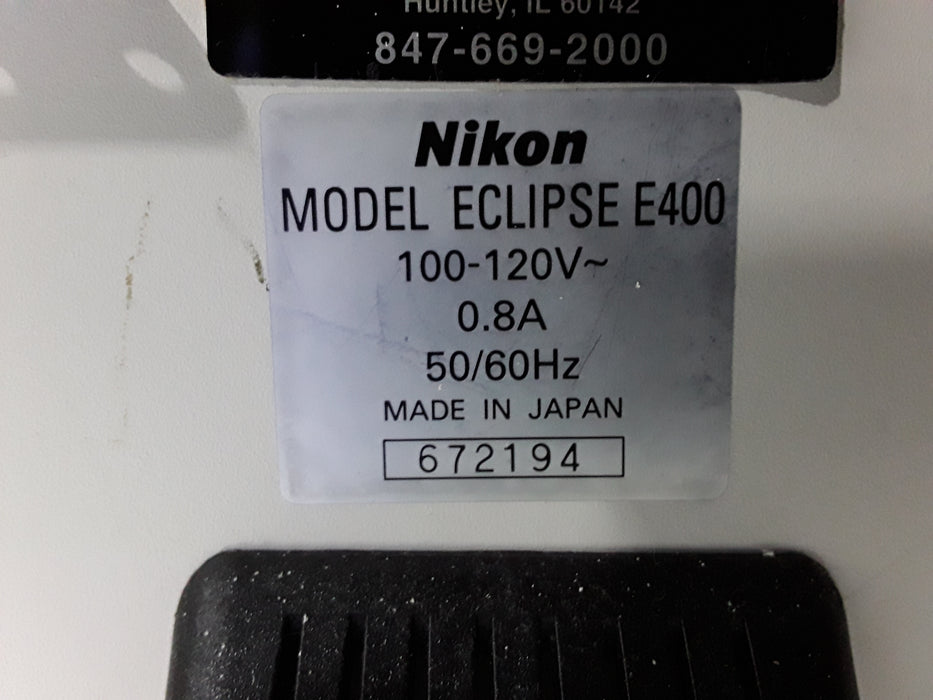 Huntley, IL 60142
847-669-2000
Nikon
MODEL ECLIPSE E400
100-120V~
0.8A
50/60Hz
MADE IN JAPAN
672194